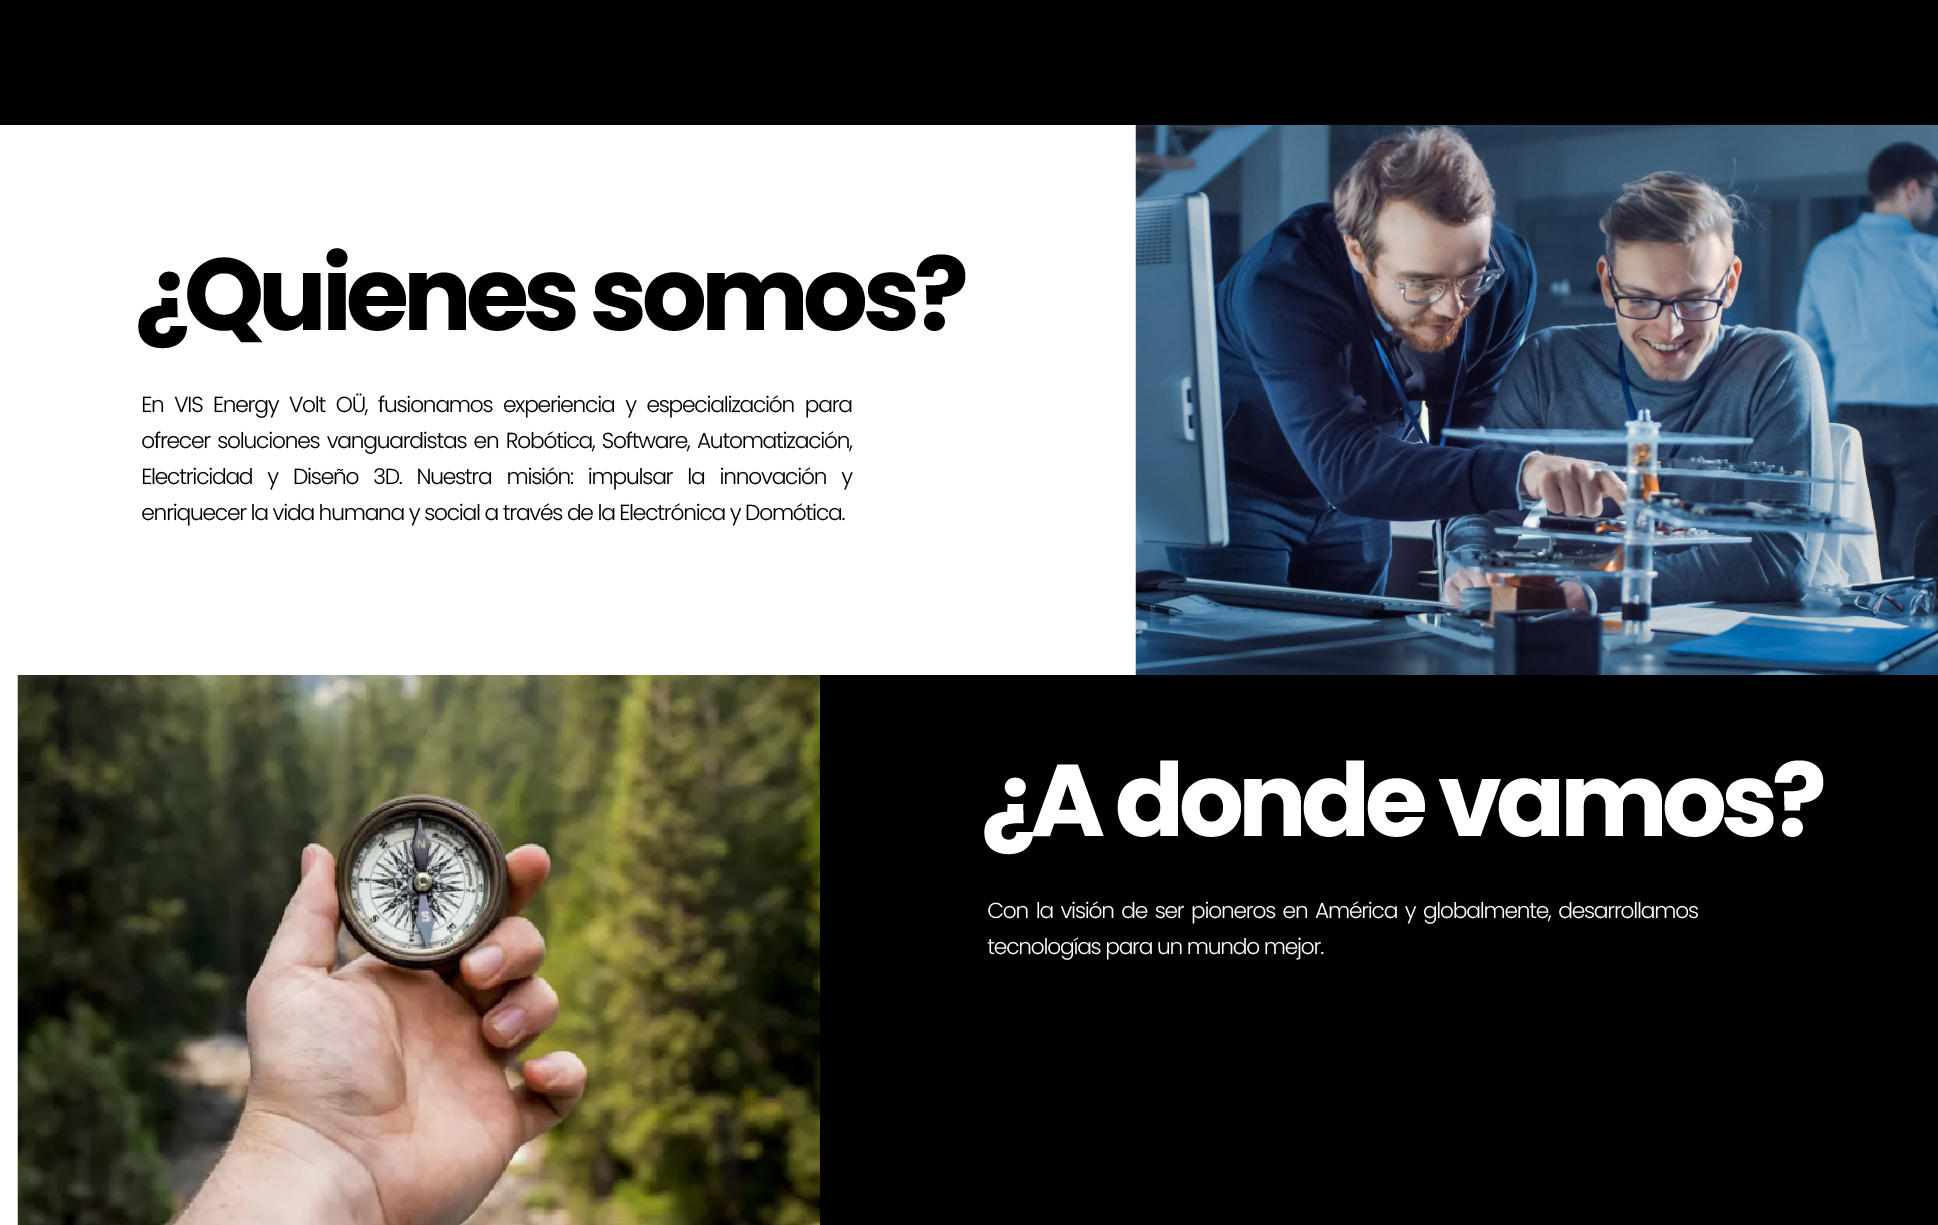 ¿Quienes somos?
En VIS Energy Volt OÜ, fusionamos experiencia y especialización para
ofrecer soluciones vanguardistas en Robótica, Software, Automatización,
Electricidad y Diseño 3D. Nuestra misión: impulsar la innovación y
enriquecer la vida humana y social a través de la Electrónica y Domótica.
N
S
¿A donde vamos?
Con la visión de ser pioneros en América y globalmente, desarrollamos
tecnologías para un mundo mejor.